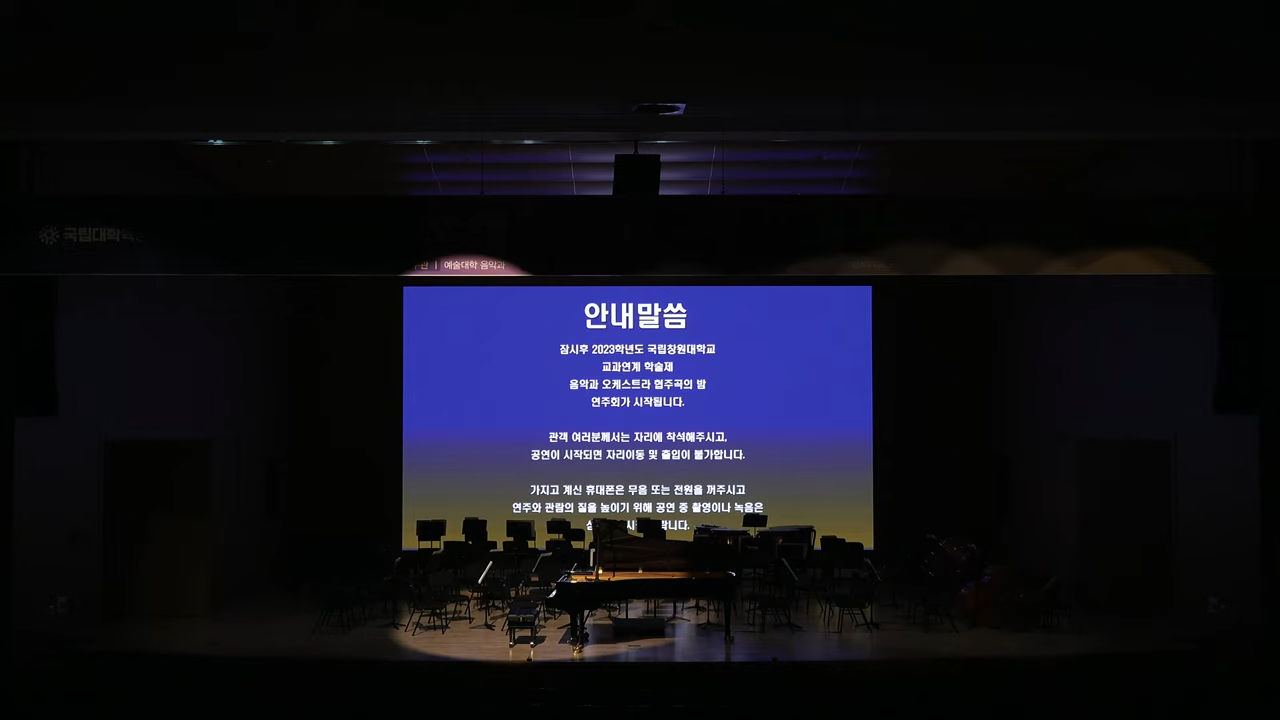 국립대학육
주관 | 예술대학 음악과
안내말씀
잠시후 2023학년도 국립창원대학교
교과연계 학술제
음악과 오케스트라 협주곡의 밤
연주회가 시작됩니다.
관객 여러분께서는 자리에 착석해주시고,
공연이 시작되면 자리이동 및 출입이 불가합니다.
가지고 계신 휴대폰은 무음 또는 전원을 꺼주시고
연주와 관람의 질을 높이기 위해 공연 중 촬영이나 녹음은
랍니다.